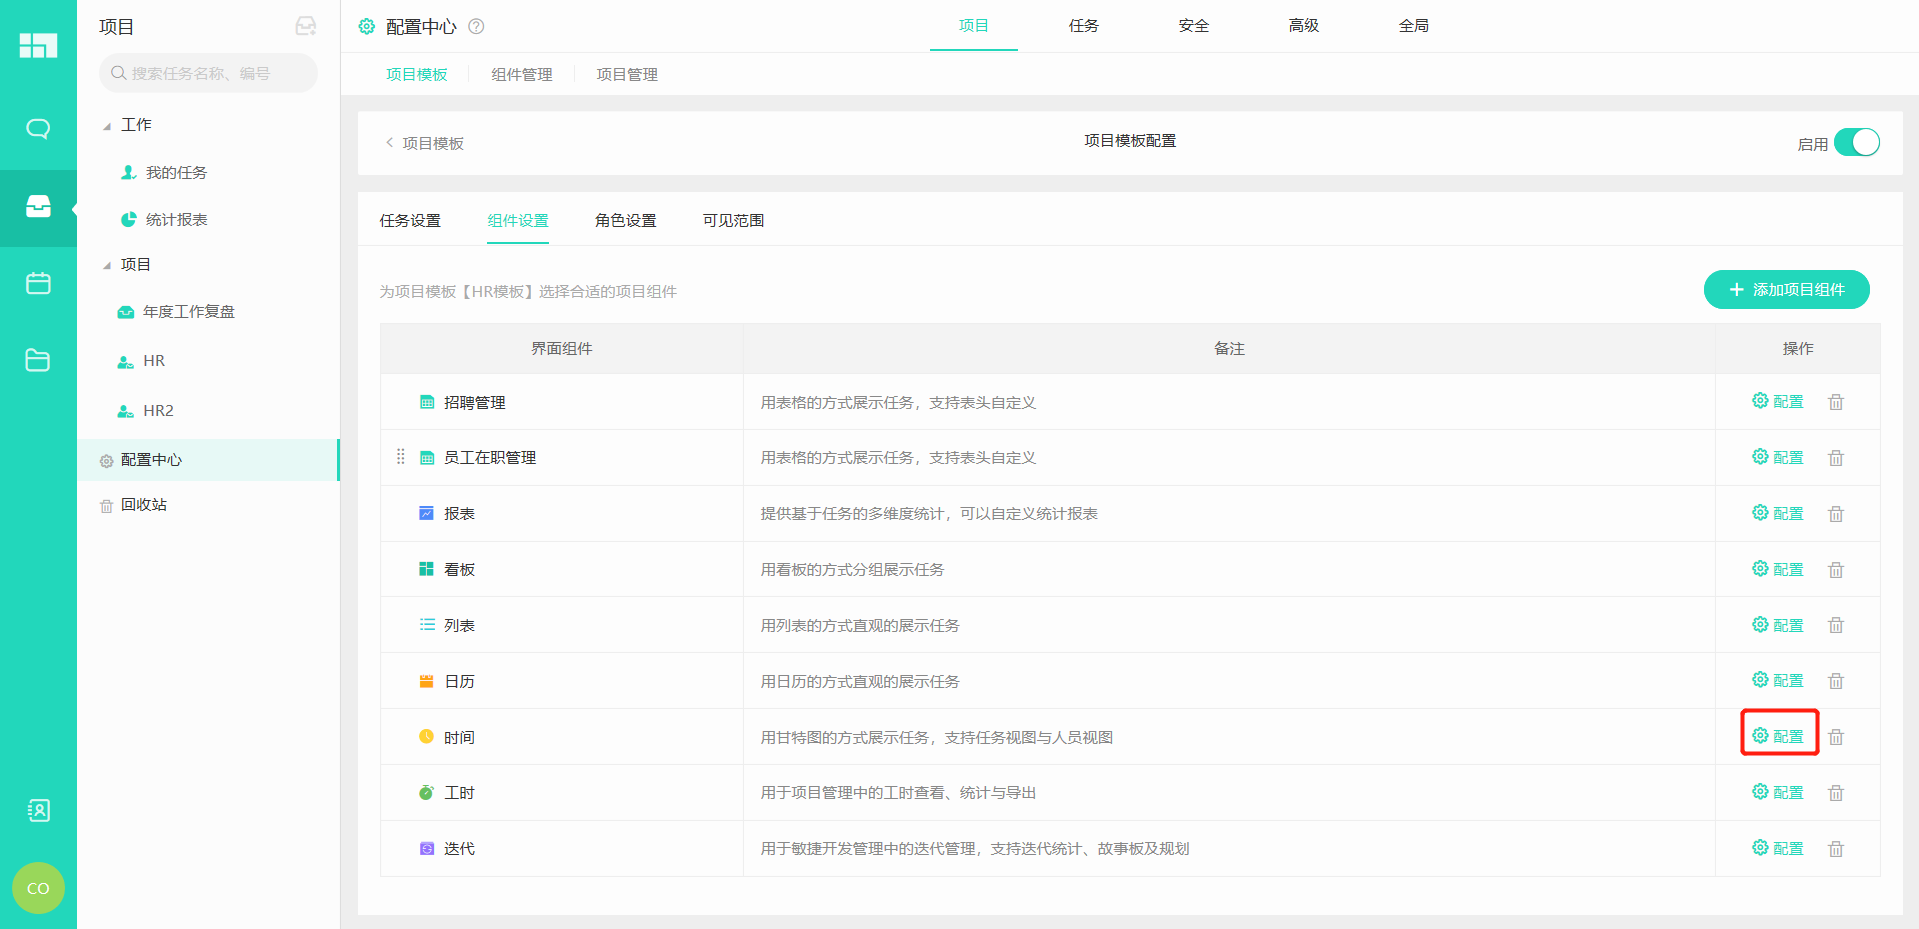 项目
搜索任务名称、编号
工作
我的任务
统计报表
项目
年度工作复盘
HR
HR2
配置中心
回收站
CO
配置中心
项目 任务 安全 高级 全局
项目模板 组件管理 项目管理
项目模板
项目模板配置
启用
任务设置 组件设置 角色设置 可见范围
为项目模板【HR模板】选择合适的项目组件
添加项目组件
界面组件 备注 操作
招聘管理 用表格的方式展示任务，支持表头自定义 配置
员工在职管理 用表格的方式展示任务，支持表头自定义 配置
报表 提供基于任务的多维度统计，可以自定义统计报表 配置
看板 用看板的方式分组展示任务 配置
列表 用列表的方式直观的展示任务 配置
日历 用日历的方式直观的展示任务 配置
时间 用甘特图的方式展示任务，支持任务视图与人员视图 配置
工时 用于项目管理中的工时查看、统计与导出 配置
迭代 用于敏捷开发管理中的迭代管理，支持迭代统计、故事板及规划 配置